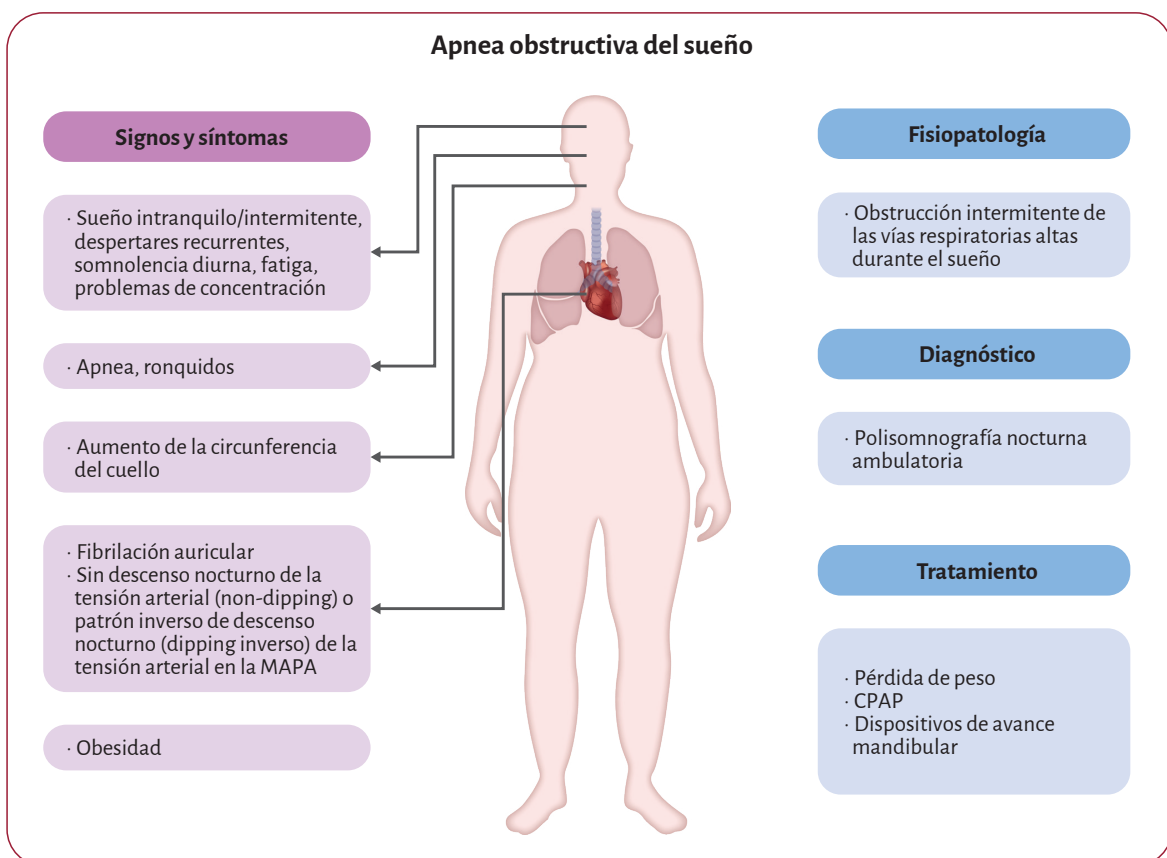 Apnea obstructiva del sueño
Signos y síntomas
· Sueño intranquilo/intermitente,
despertares recurrentes,
somnolencia diurna, fatiga,
problemas de concentración
· Apnea, ronquidos
· Aumento de la circunferencia
del cuello
· Fibrilación auricular
· Sin descenso nocturno de la
tensión arterial (non-dipping) o
patrón inverso de descenso
nocturno (dipping inverso) de la
tensión arterial en la MAPA
· Obesidad
Fisiopatología
· Obstrucción intermitente de
las vías respiratorias altas
durante el sueño
Diagnóstico
· Polisomnografía nocturna
ambulatoria
Tratamiento
· Pérdida de peso
· CPAP
· Dispositivos de avance
mandibular